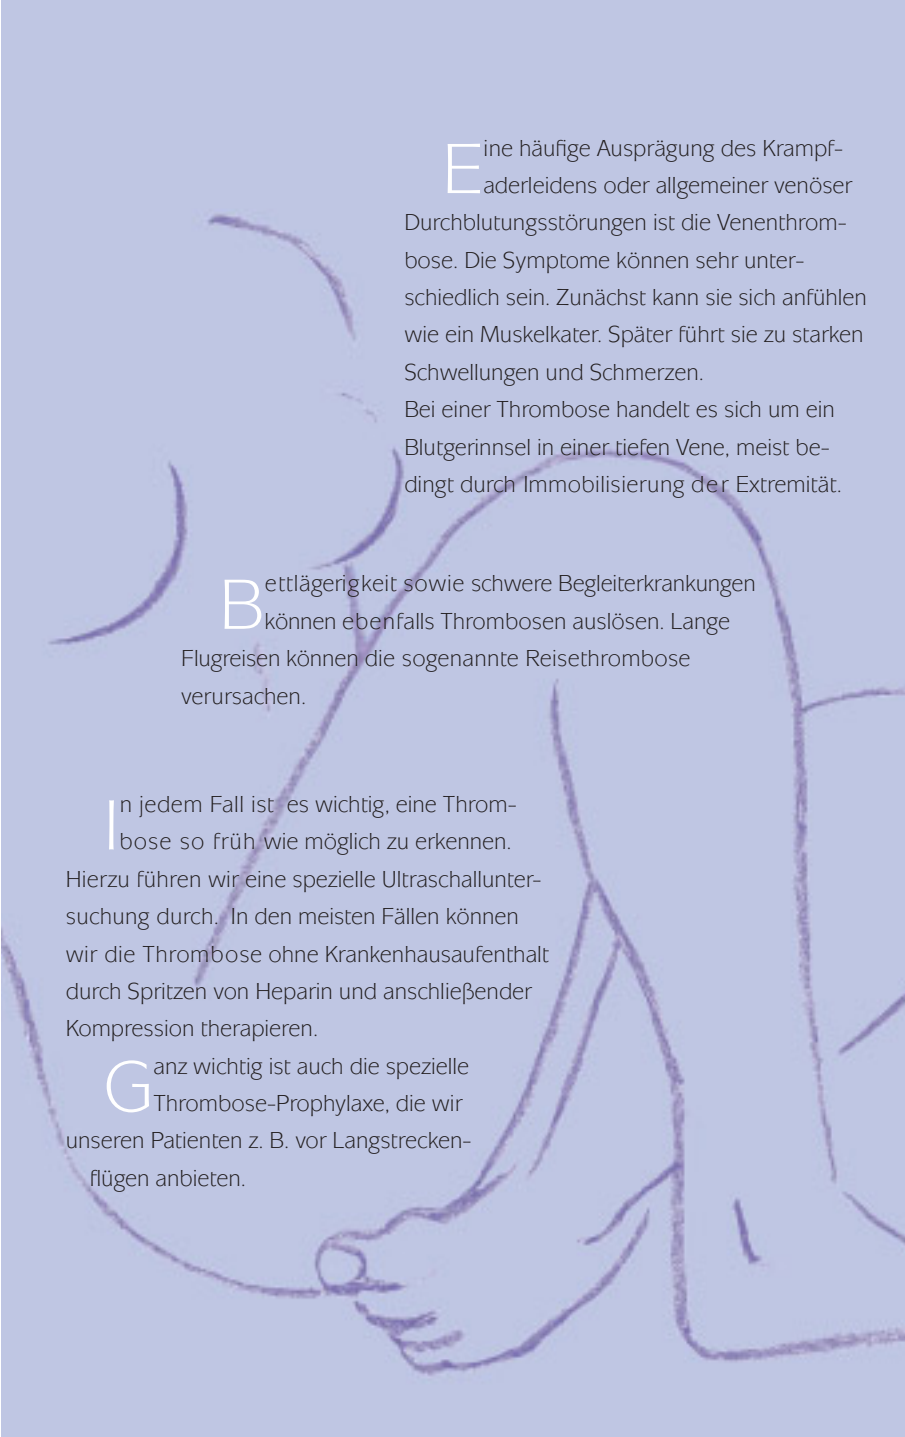 Eine häufige Ausprägung des Krampf-
aderleidens oder allgemeiner venöser
Durchblutungsstörungen ist die Venenthrom-
bose. Die Symptome können sehr unter-
schiedlich sein. Zunächst kann sie sich anfühlen
wie ein Muskelkater. Später führt sie zu starken
Schwellungen und Schmerzen.
Bei einer Thrombose handelt es sich um ein
Blutgerinnsel in einer tiefen Vene, meist be-
dingt durch Immobilisierung der Extremität.
Bettlägerigkeit sowie schwere Begleiterkrankungen
können ebenfalls Thrombosen auslösen. Lange
Flugreisen können die sogenannte Reisethrombose
verursachen.
In jedem Fall ist es wichtig, eine Throm-
bose so früh wie möglich zu erkennen.
Hierzu führen wir eine spezielle Ultraschallunter-
suchung durch. In den meisten Fällen können
wir die Thrombose ohne Krankenhausaufenthalt
durch Spritzen von Heparin und anschließender
Kompression therapieren.
Ganz wichtig ist auch die spezielle
Thrombose-Prophylaxe, die wir
unseren Patienten z. B. vor Langstrecken-
flügen anbieten.